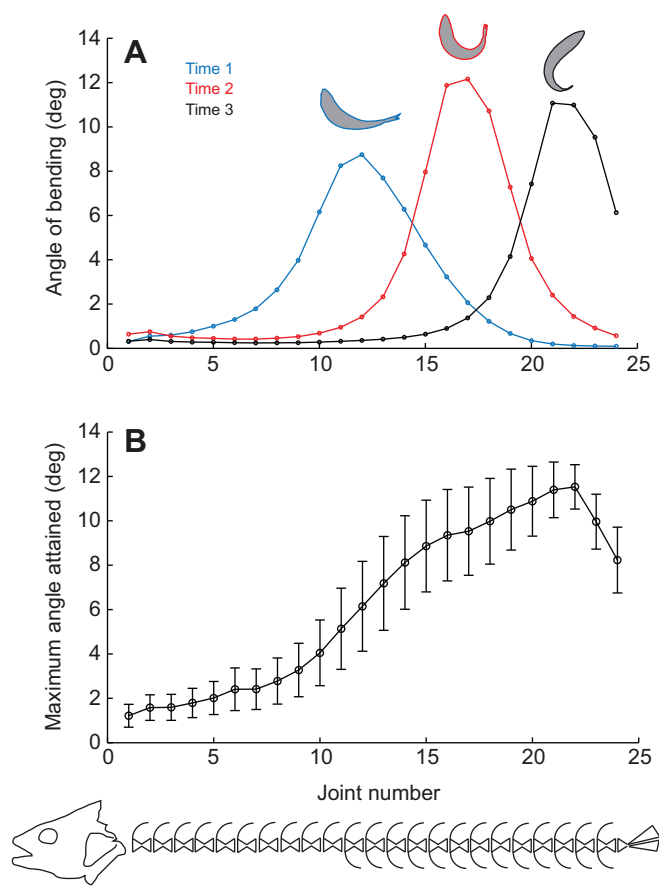 A
Time 1
Time 2
Time 3
Angle of bending (deg)
14
12
10
8
6
4
2
0
0 5 10 15 20 25
B
Maximum angle attained (deg)
14
12
10
8
6
4
2
0
0 5 10 15 20 25
Joint number